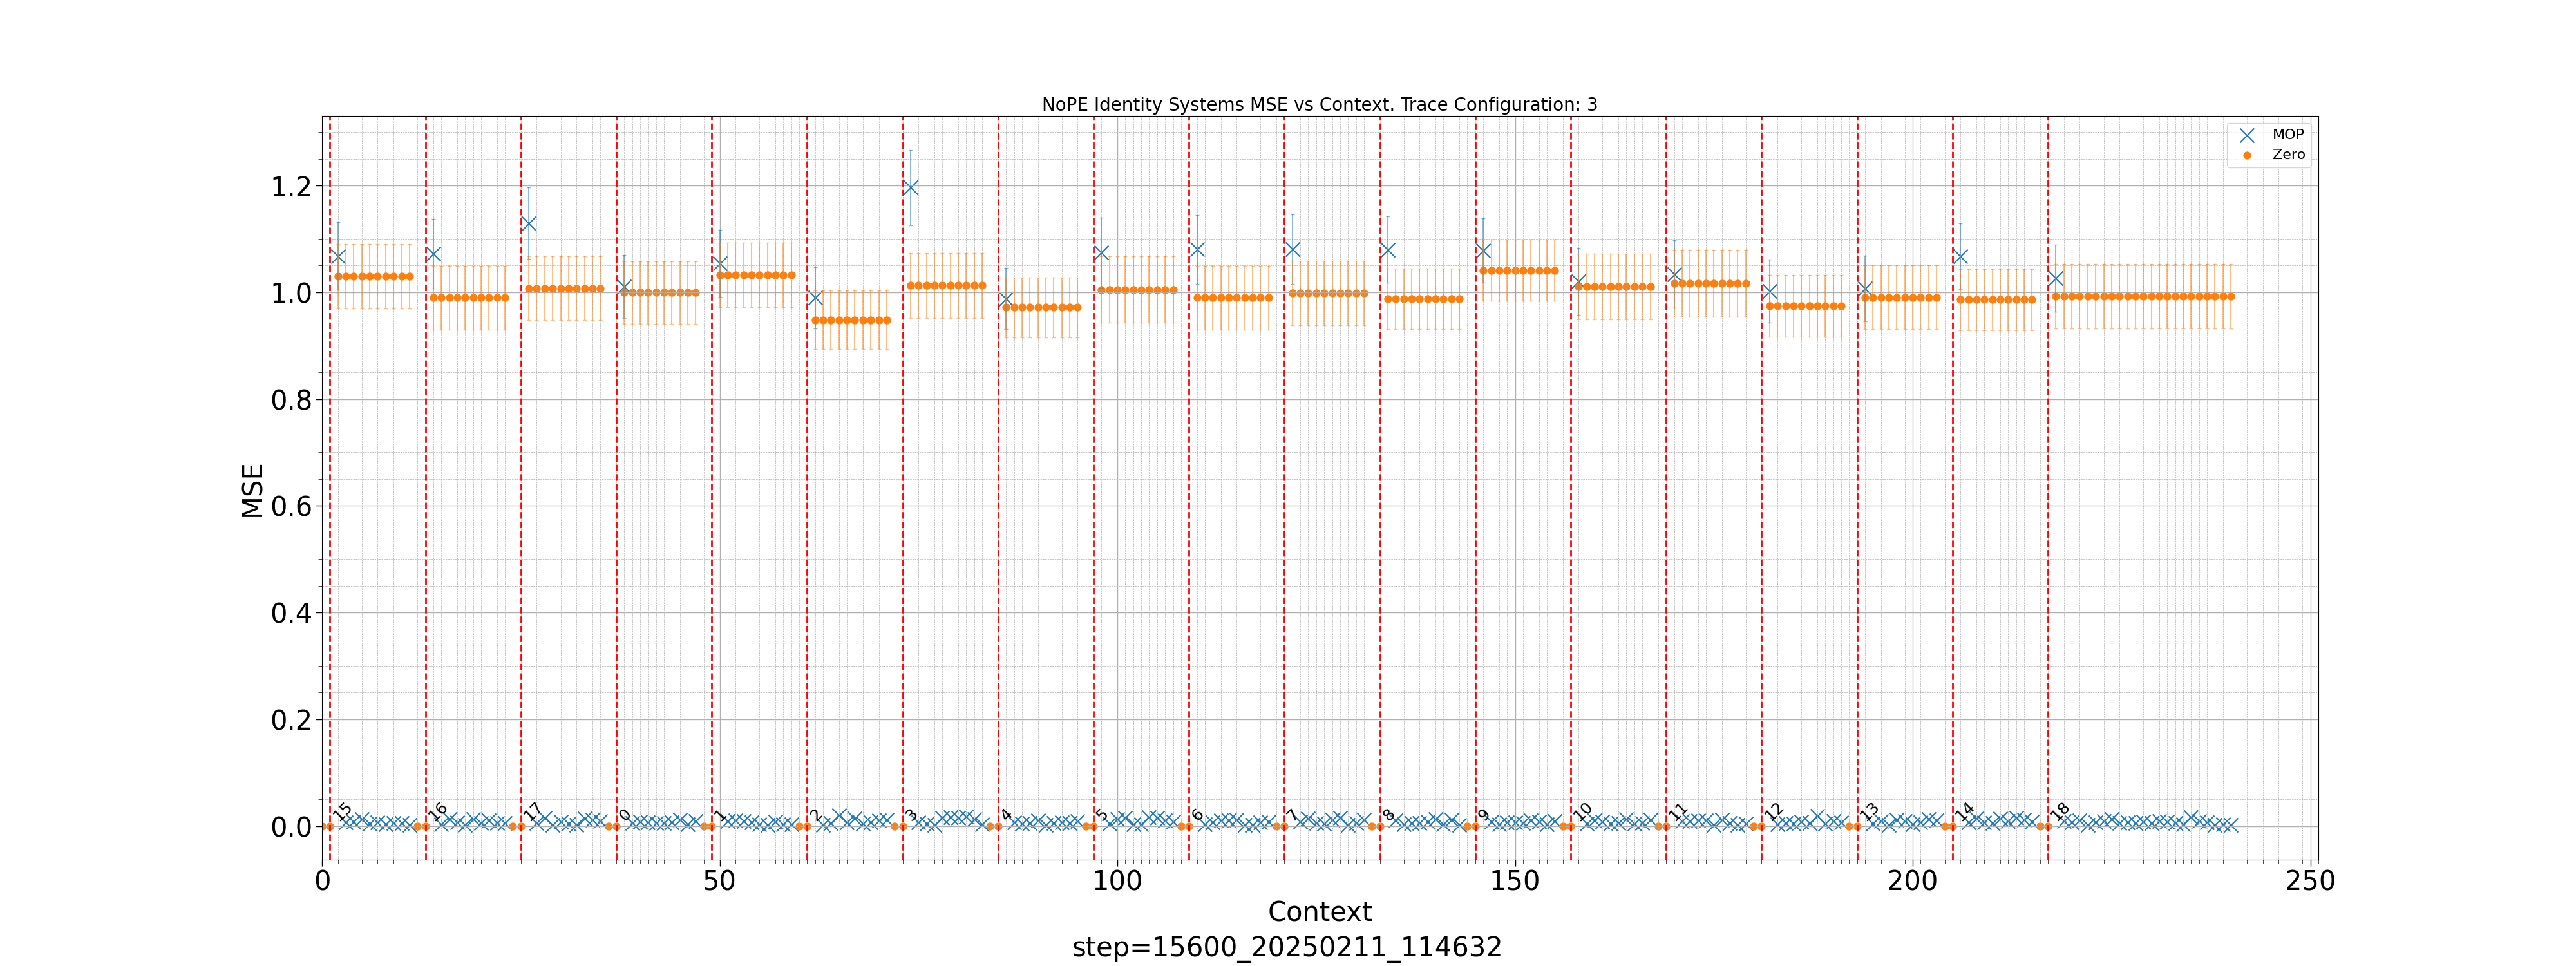 NoPE Identity Systems MSE vs Context. Trace Configuration: 3
MOP
Zero
MSE
1.2
1.0
0.8
0.6
0.4
0.2
0.0
15 16 17 0 1 2 3 4 5 6 7 8 9 10 11 12 13 14 18
0 50 100 150 200 250
Context
step=15600_20250211_114632